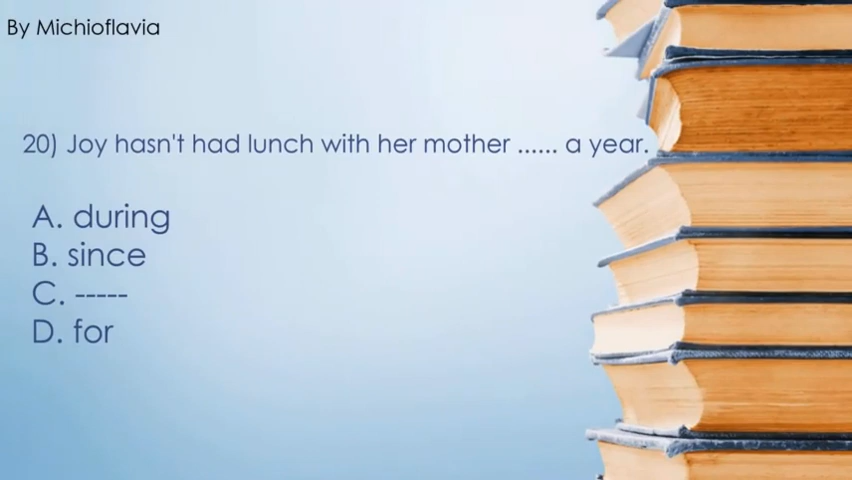 By Michioflavia
20) Joy hasn't had lunch with her mother ...... a year.
A. during
B. since
C. -----
D. for